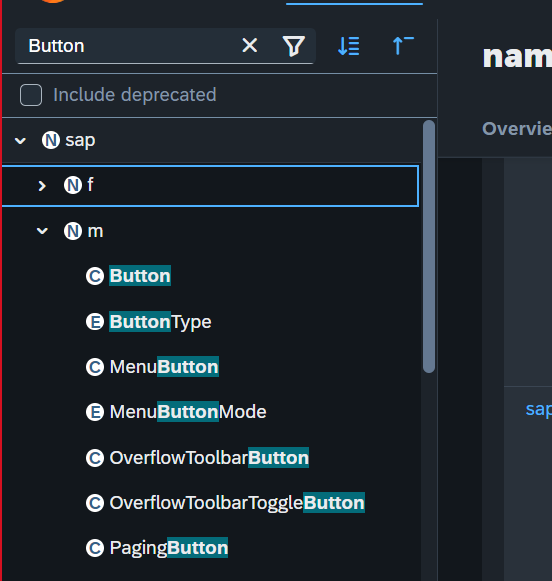 Button
Include deprecated
N sap
N f
N m
C Button
E ButtonType
C MenuButton
E MenuButtonMode
C OverflowToolbarButton
C OverflowToolbarToggleButton
C PagingButton
nam
Overvie
sap